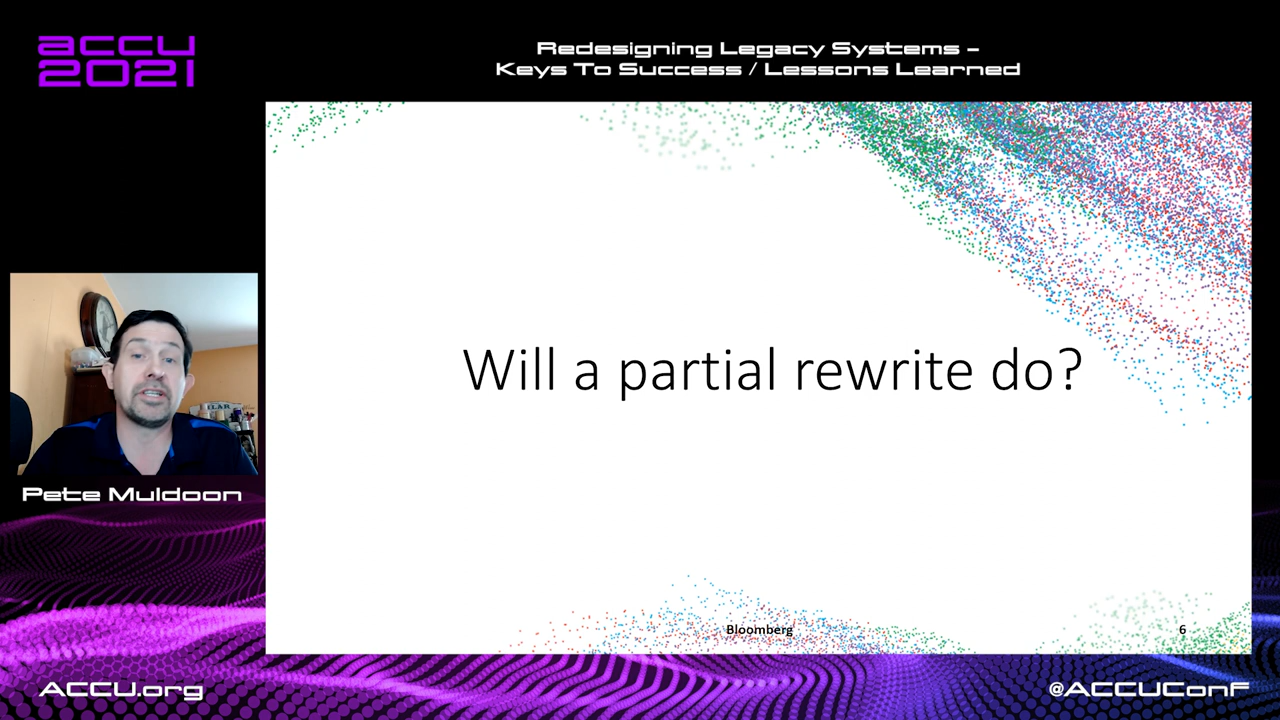 accu
2021
Redesigning Legacy Systems –
Keys To Success / Lessons Learned
Will a partial rewrite do?
Pete Muldoon
Bloomberg
6
ACCU.org
@ACCUConf